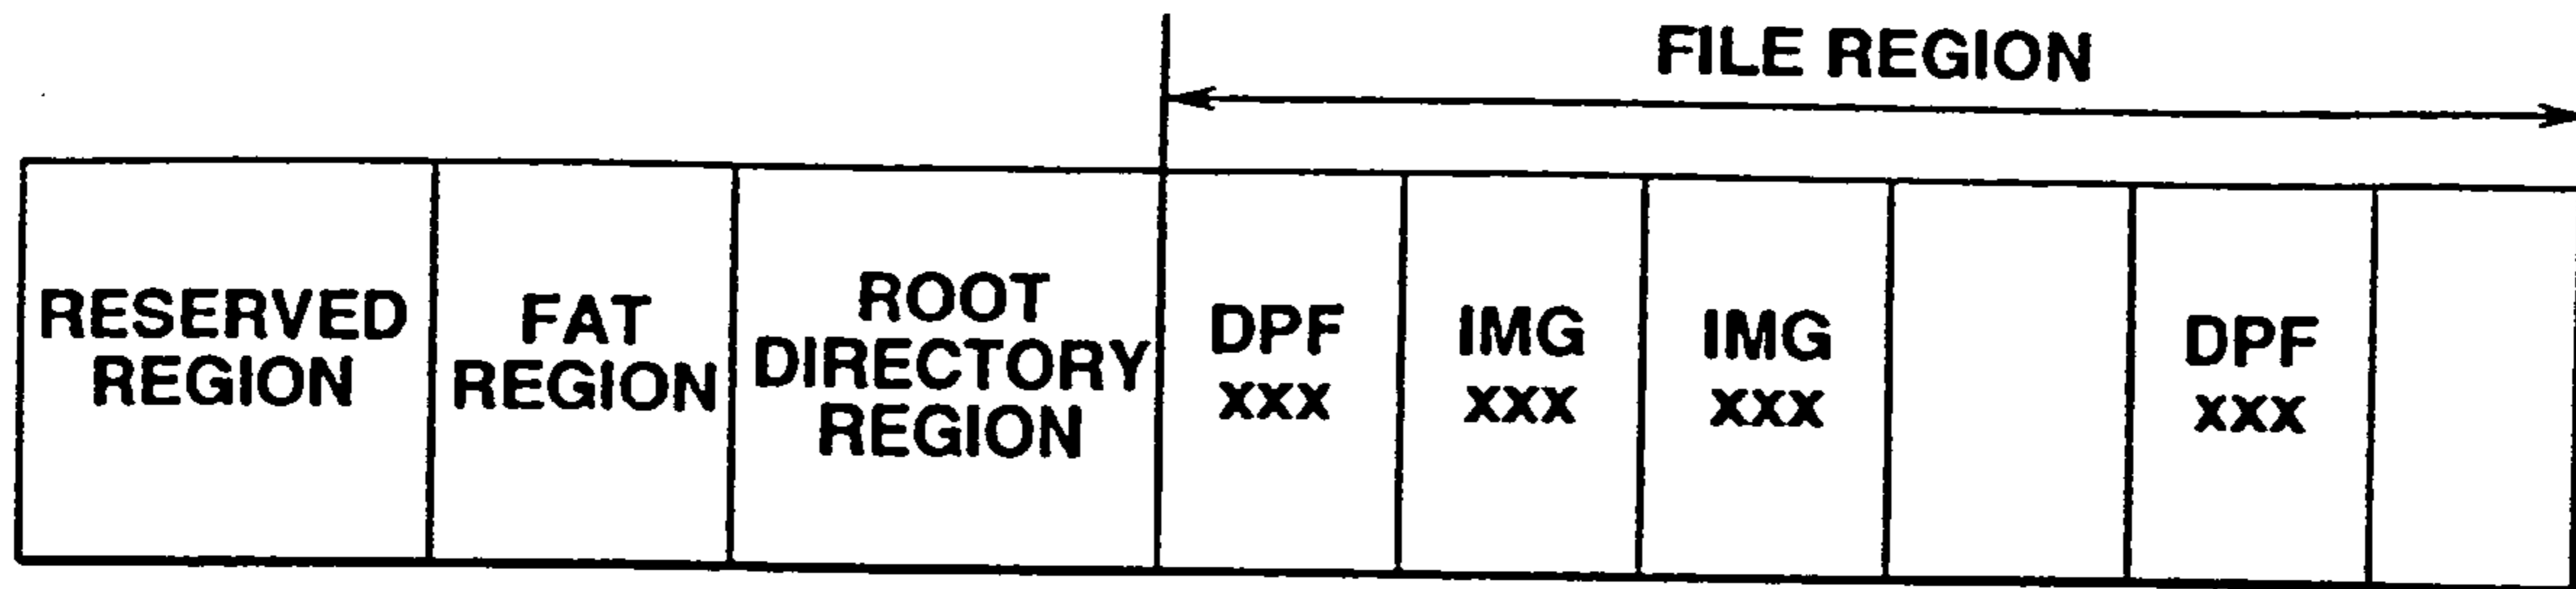 FILE REGION
RESERVED
REGION
FAT
REGION
ROOT
DIRECTORY
REGION
DPF
xxx
IMG
xxx
IMG
xxx
DPF
xxx